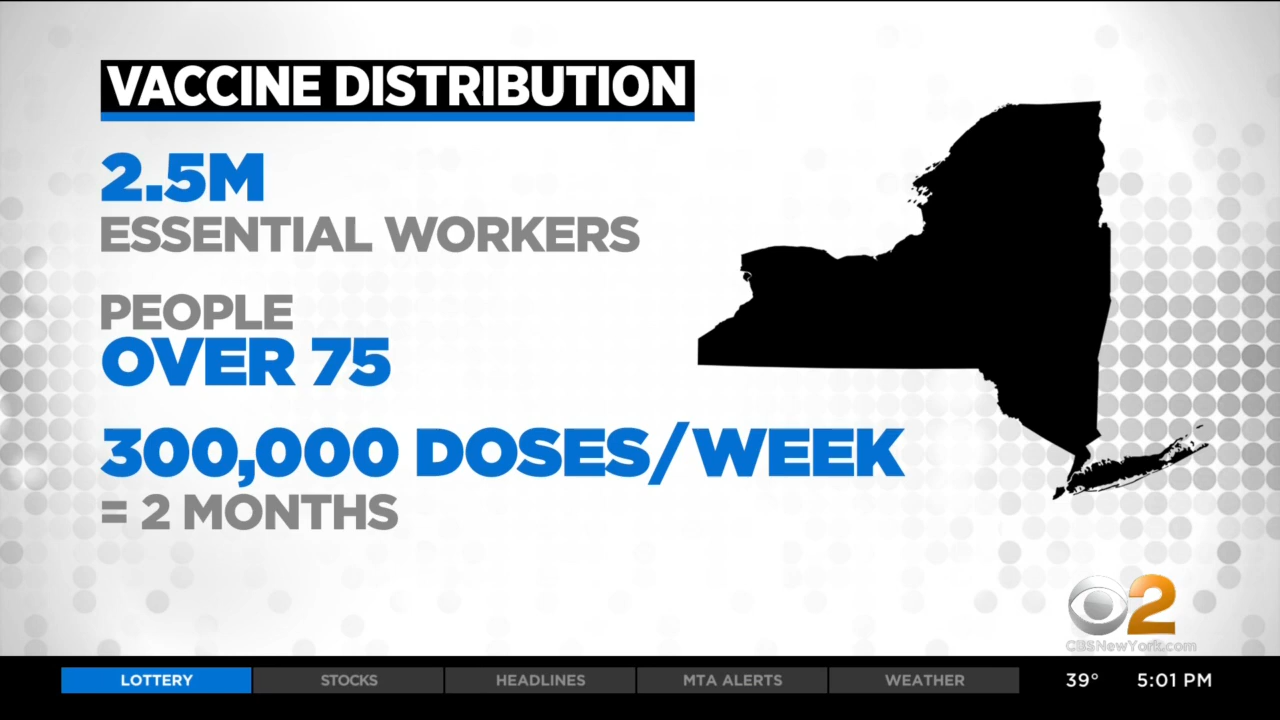 VACCINE DISTRIBUTION
2.5M
ESSENTIAL WORKERS
PEOPLE
OVER 75
300,000 DOSES/WEEK
= 2 MONTHS
2
CBSNewYork.com
LOTTERY STOCKS HEADLINES MTA ALERTS WEATHER 39° 5:01 PM